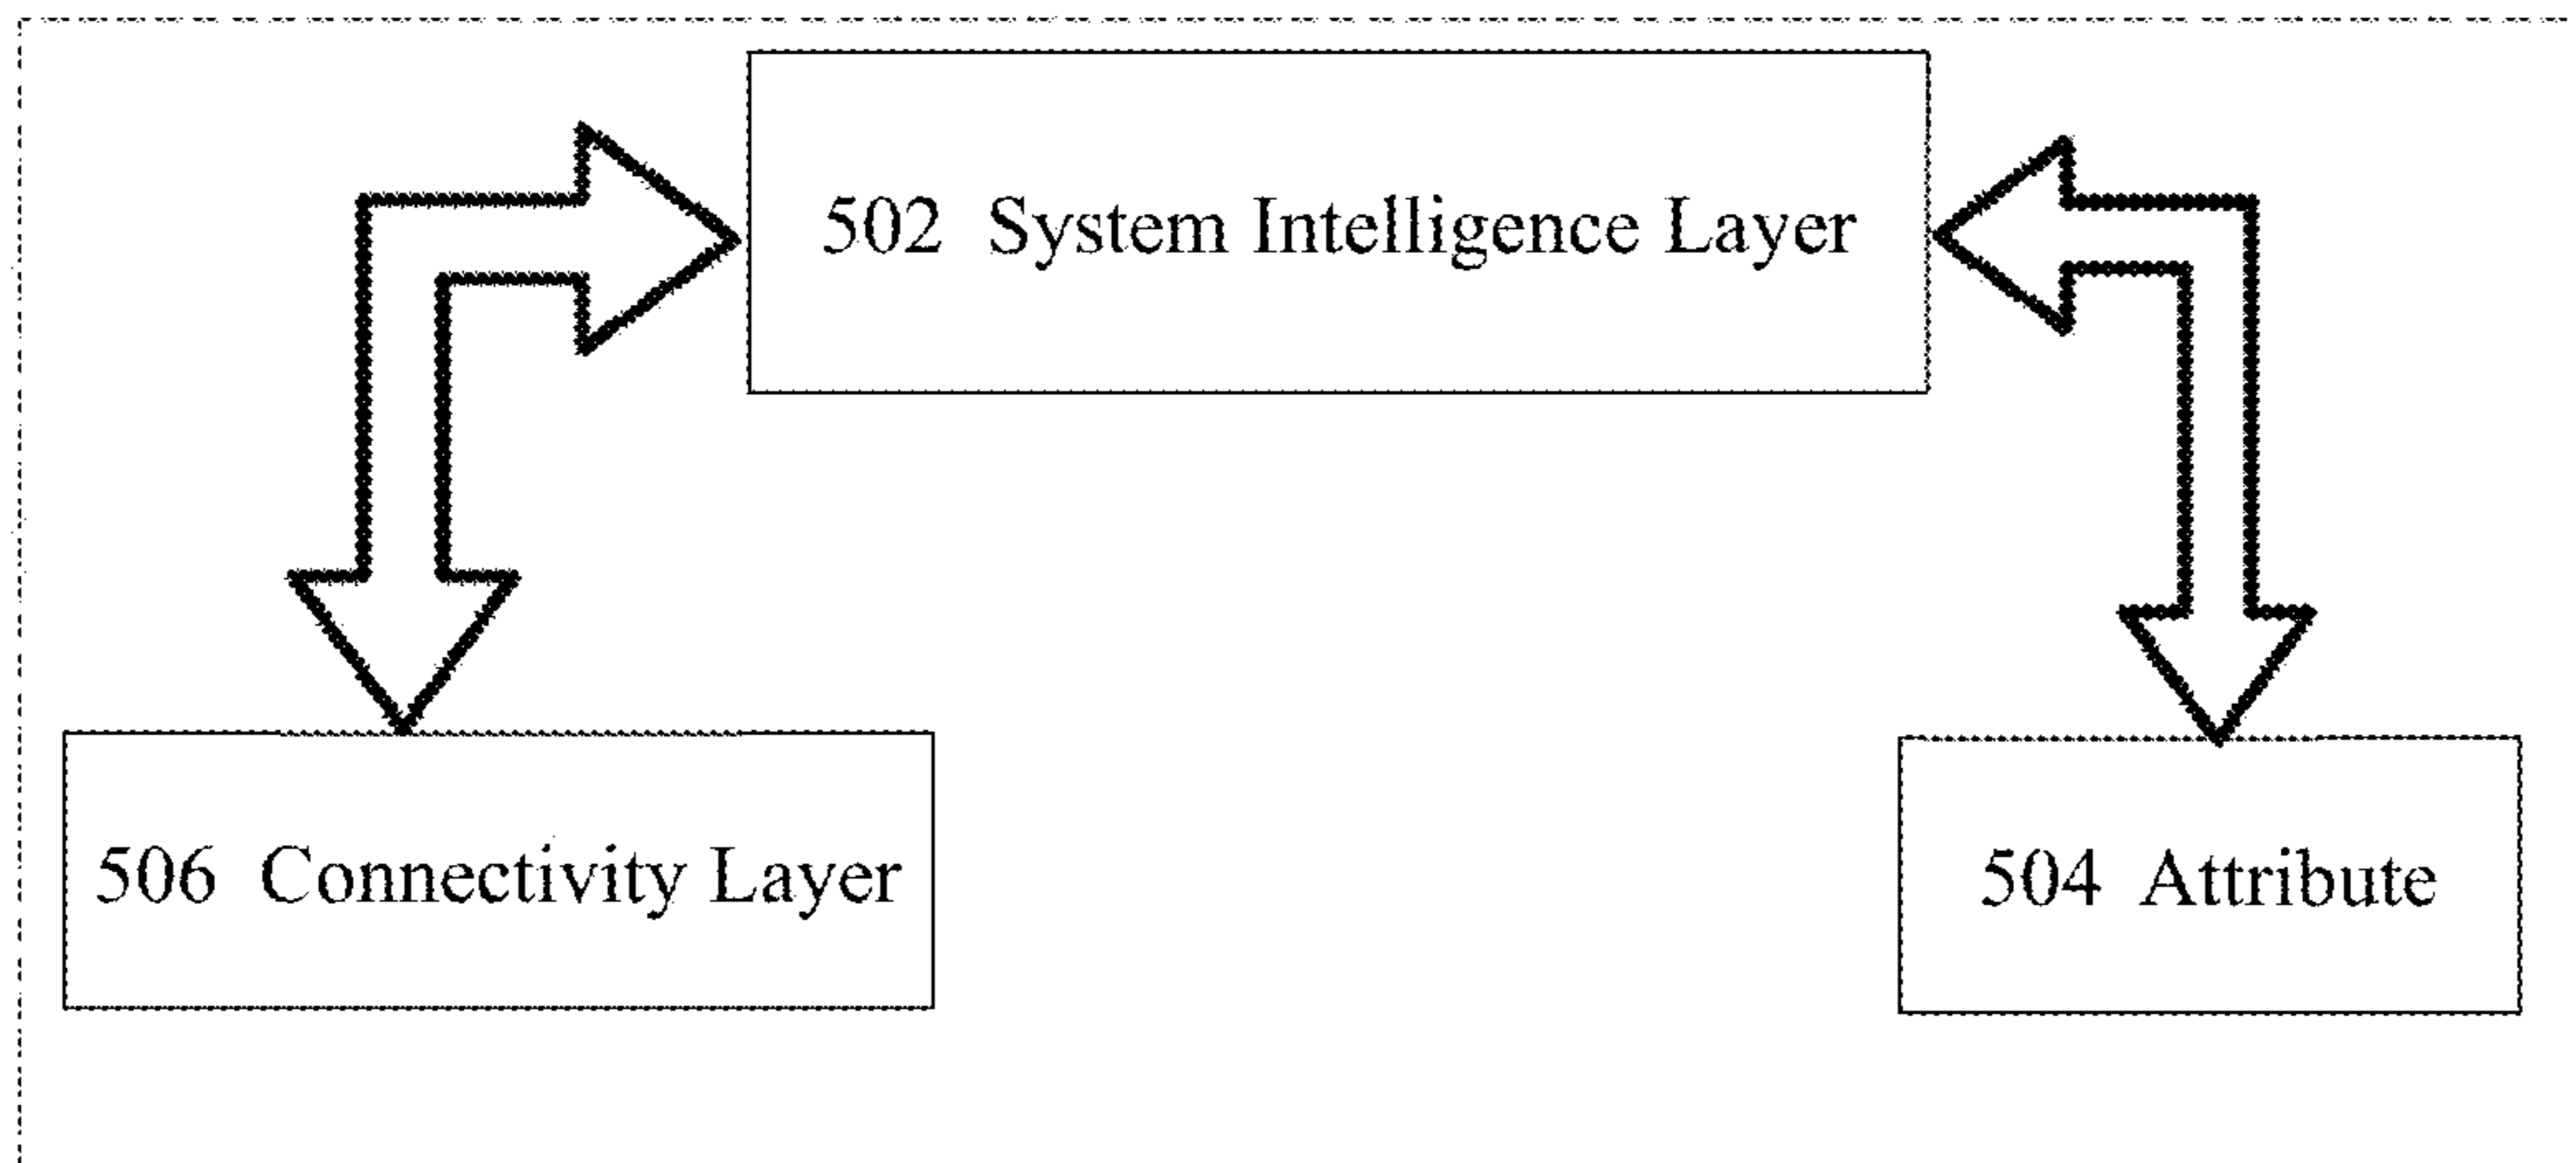 502 System Intelligence Layer
506 Connectivity Layer
504 Attribute